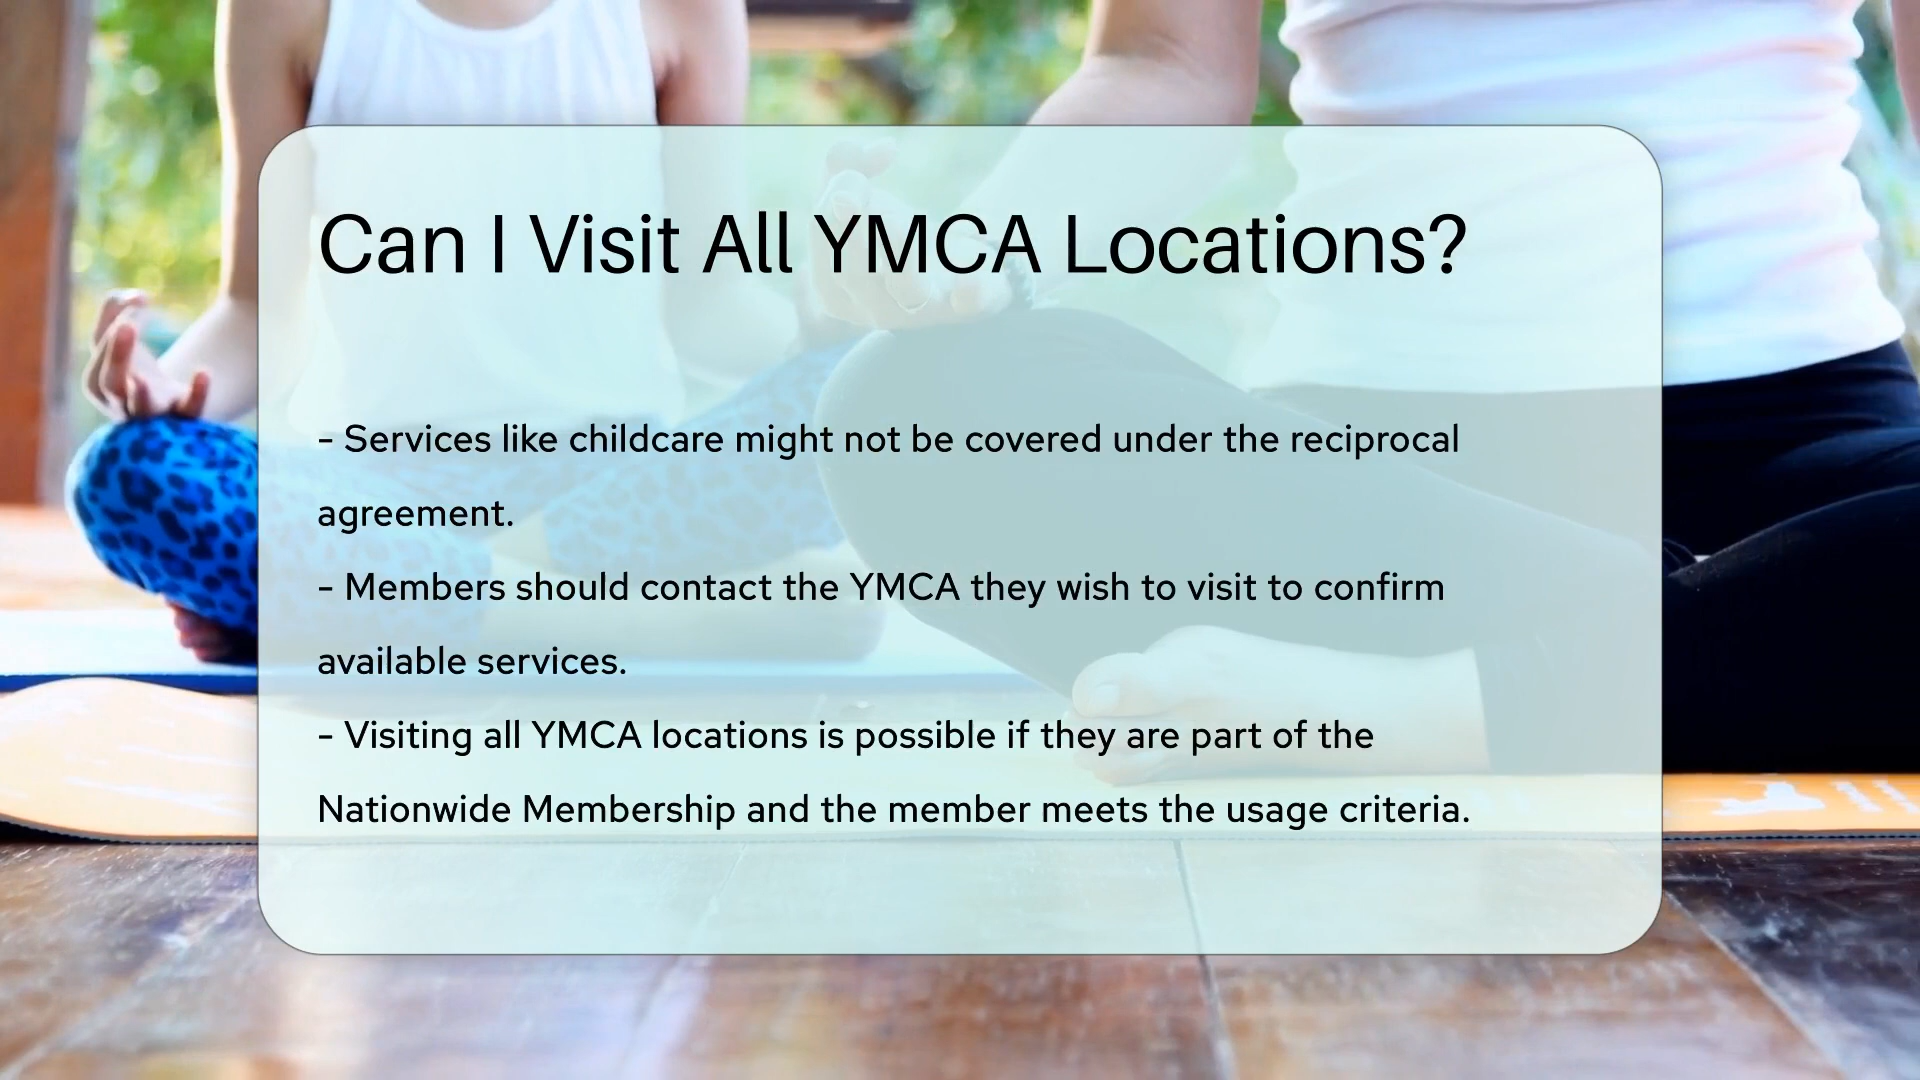 Can I Visit All YMCA Locations?
- Services like childcare might not be covered under the reciprocal
agreement.
- Members should contact the YMCA they wish to visit to confirm
available services.
- Visiting all YMCA locations is possible if they are part of the
Nationwide Membership and the member meets the usage criteria.